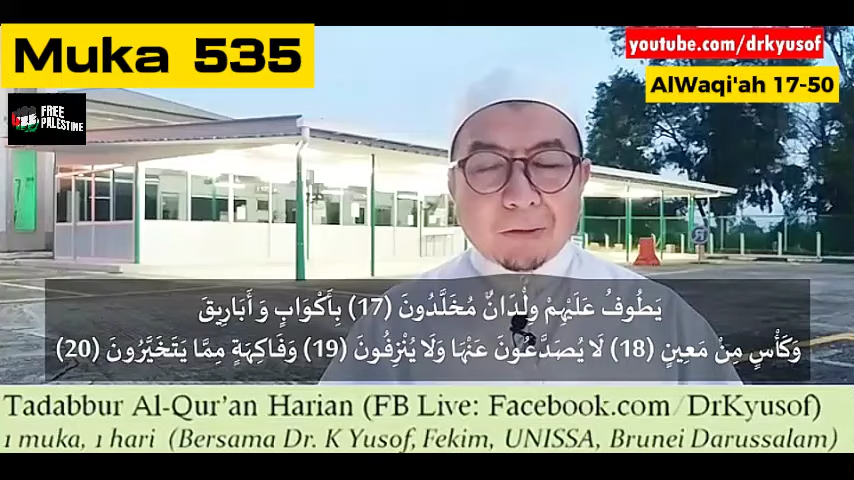 Muka 535
youtube.com/drkyusof
AlWaqi'ah 17-50
FREE
PALESTINE
يَطُوفُ عَلَيْهِمْ وِلْدَانٌ مُخَلَّدُونَ (17) بِأَكْوَابٍ وَأَبَارِيقَ
وَكَأْسٍ مِنْ مَعِينٍ (18) لَا يُصَدَّعُونَ عَنْهَا وَلَا يُنْزِفُونَ (19) وَفَاكِهَةٍ مِمَّا يَتَخَيَّرُونَ (20)
Tadabbur Al-Qur'an Harian (FB Live: Facebook.com/DrKyusof)
1 muka, 1 hari (Bersama Dr. K Yusof, Fekim, UNISSA, Brunei Darussalam)